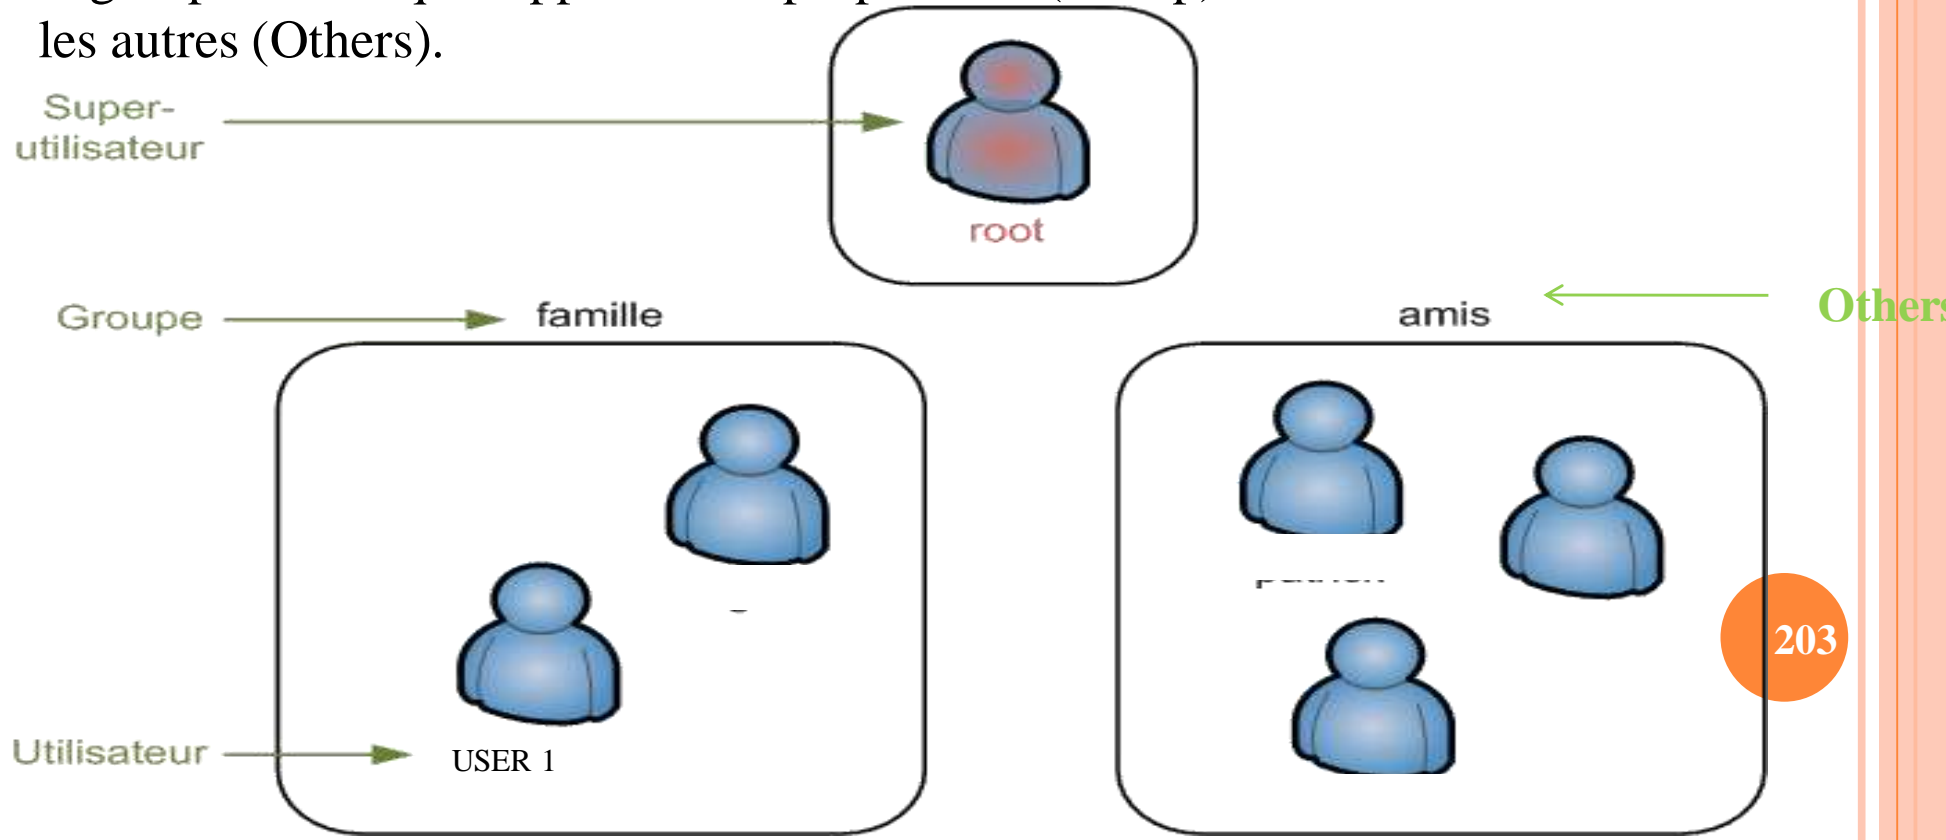 les autres (Others).
Super-
utilisateur
root
Groupe
famille
amis
Others
203
Utilisateur
USER 1